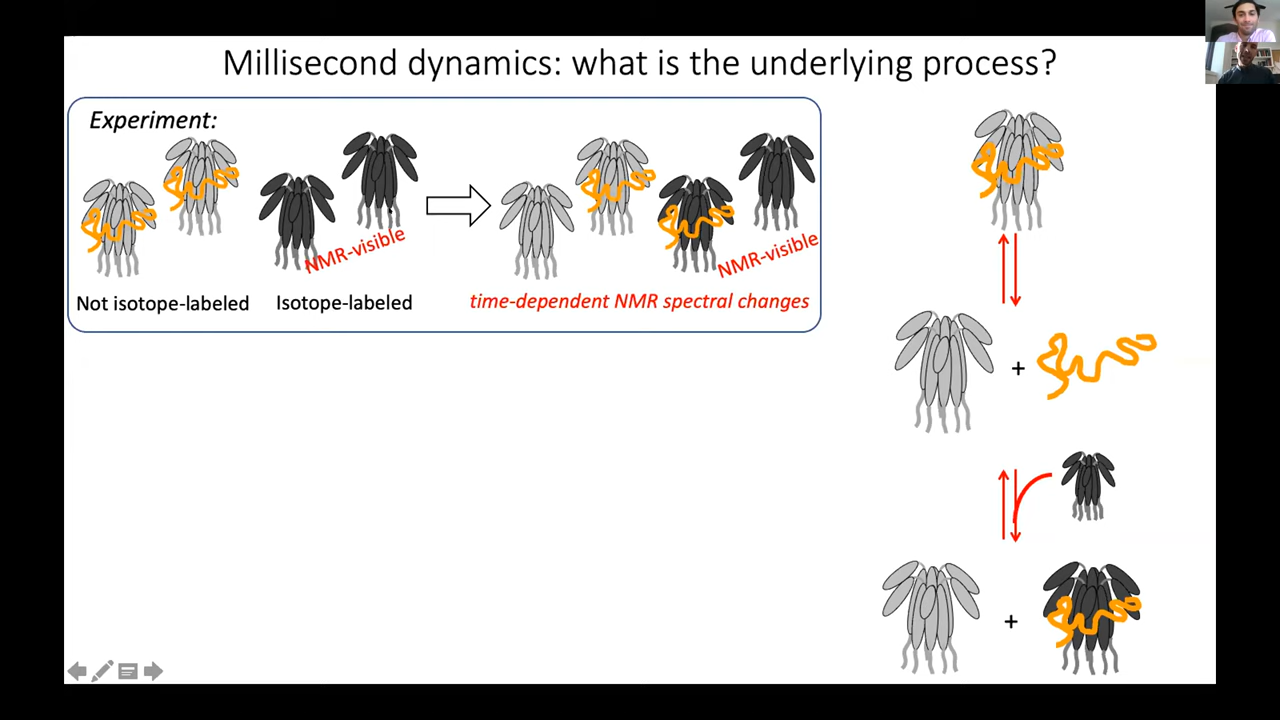 Millisecond dynamics: what is the underlying process?
Experiment:
NMR-visible
NMR-visible
Not isotope-labeled
Isotope-labeled
time-dependent NMR spectral changes
+
+